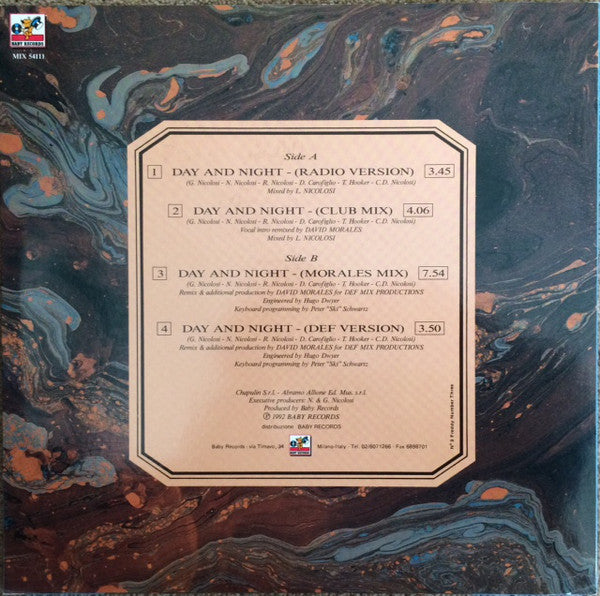 BABY RECORDS
MIX 54111
Side A
1 DAY AND NIGHT - (RADIO VERSION) 3.45
(G. Nicolosi - N. Nicolosi - R. Nicolosi - D. Carofiglio - T. Hooker - C.D. Nicolosi)
Mixed by L. NICOLOSI
2 DAY AND NIGHT - (CLUB MIX) 4.06
(G. Nicolosi - N. Nicolosi - R. Nicolosi - D. Carofiglio - T. Hooker - C.D. Nicolosi)
Vocal intro remixed by DAVID MORALES
Mixed by L. NICOLOSI
Side B
3 DAY AND NIGHT - (MORALES MIX) 7.54
(G. Nicolosi - N. Nicolosi - R. Nicolosi - D. Carofiglio - T. Hooker - C.D. Nicolosi)
Remix & additional production by DAVID MORALES for DEF MIX PRODUCTIONS
Engineered by Hugo Dwyer
Keyboard programming by Peter "Ski" Schwartz
4 DAY AND NIGHT - (DEF VERSION) 3.50
(G. Nicolosi - N. Nicolosi - R. Nicolosi - D. Carofiglio - T. Hooker - C.D. Nicolosi)
Remix & additional production by DAVID MORALES for DEF MIX PRODUCTIONS
Engineered by Hugo Dwyer
Keyboard programming by Peter "Ski" Schwartz
Chapulin S.r.l. - Abramo Allione Ed. Mus. s.r.l.
Executive producers: N. & G. Nicolosi
Produced by Baby Records
℗ 1992 BABY RECORDS
distribuzione BABY RECORDS
Baby Records - via Timavo, 34 Milano-Italy - Tel. 02/6071266 - Fax 6898701
N° 3 Freddy Number Three